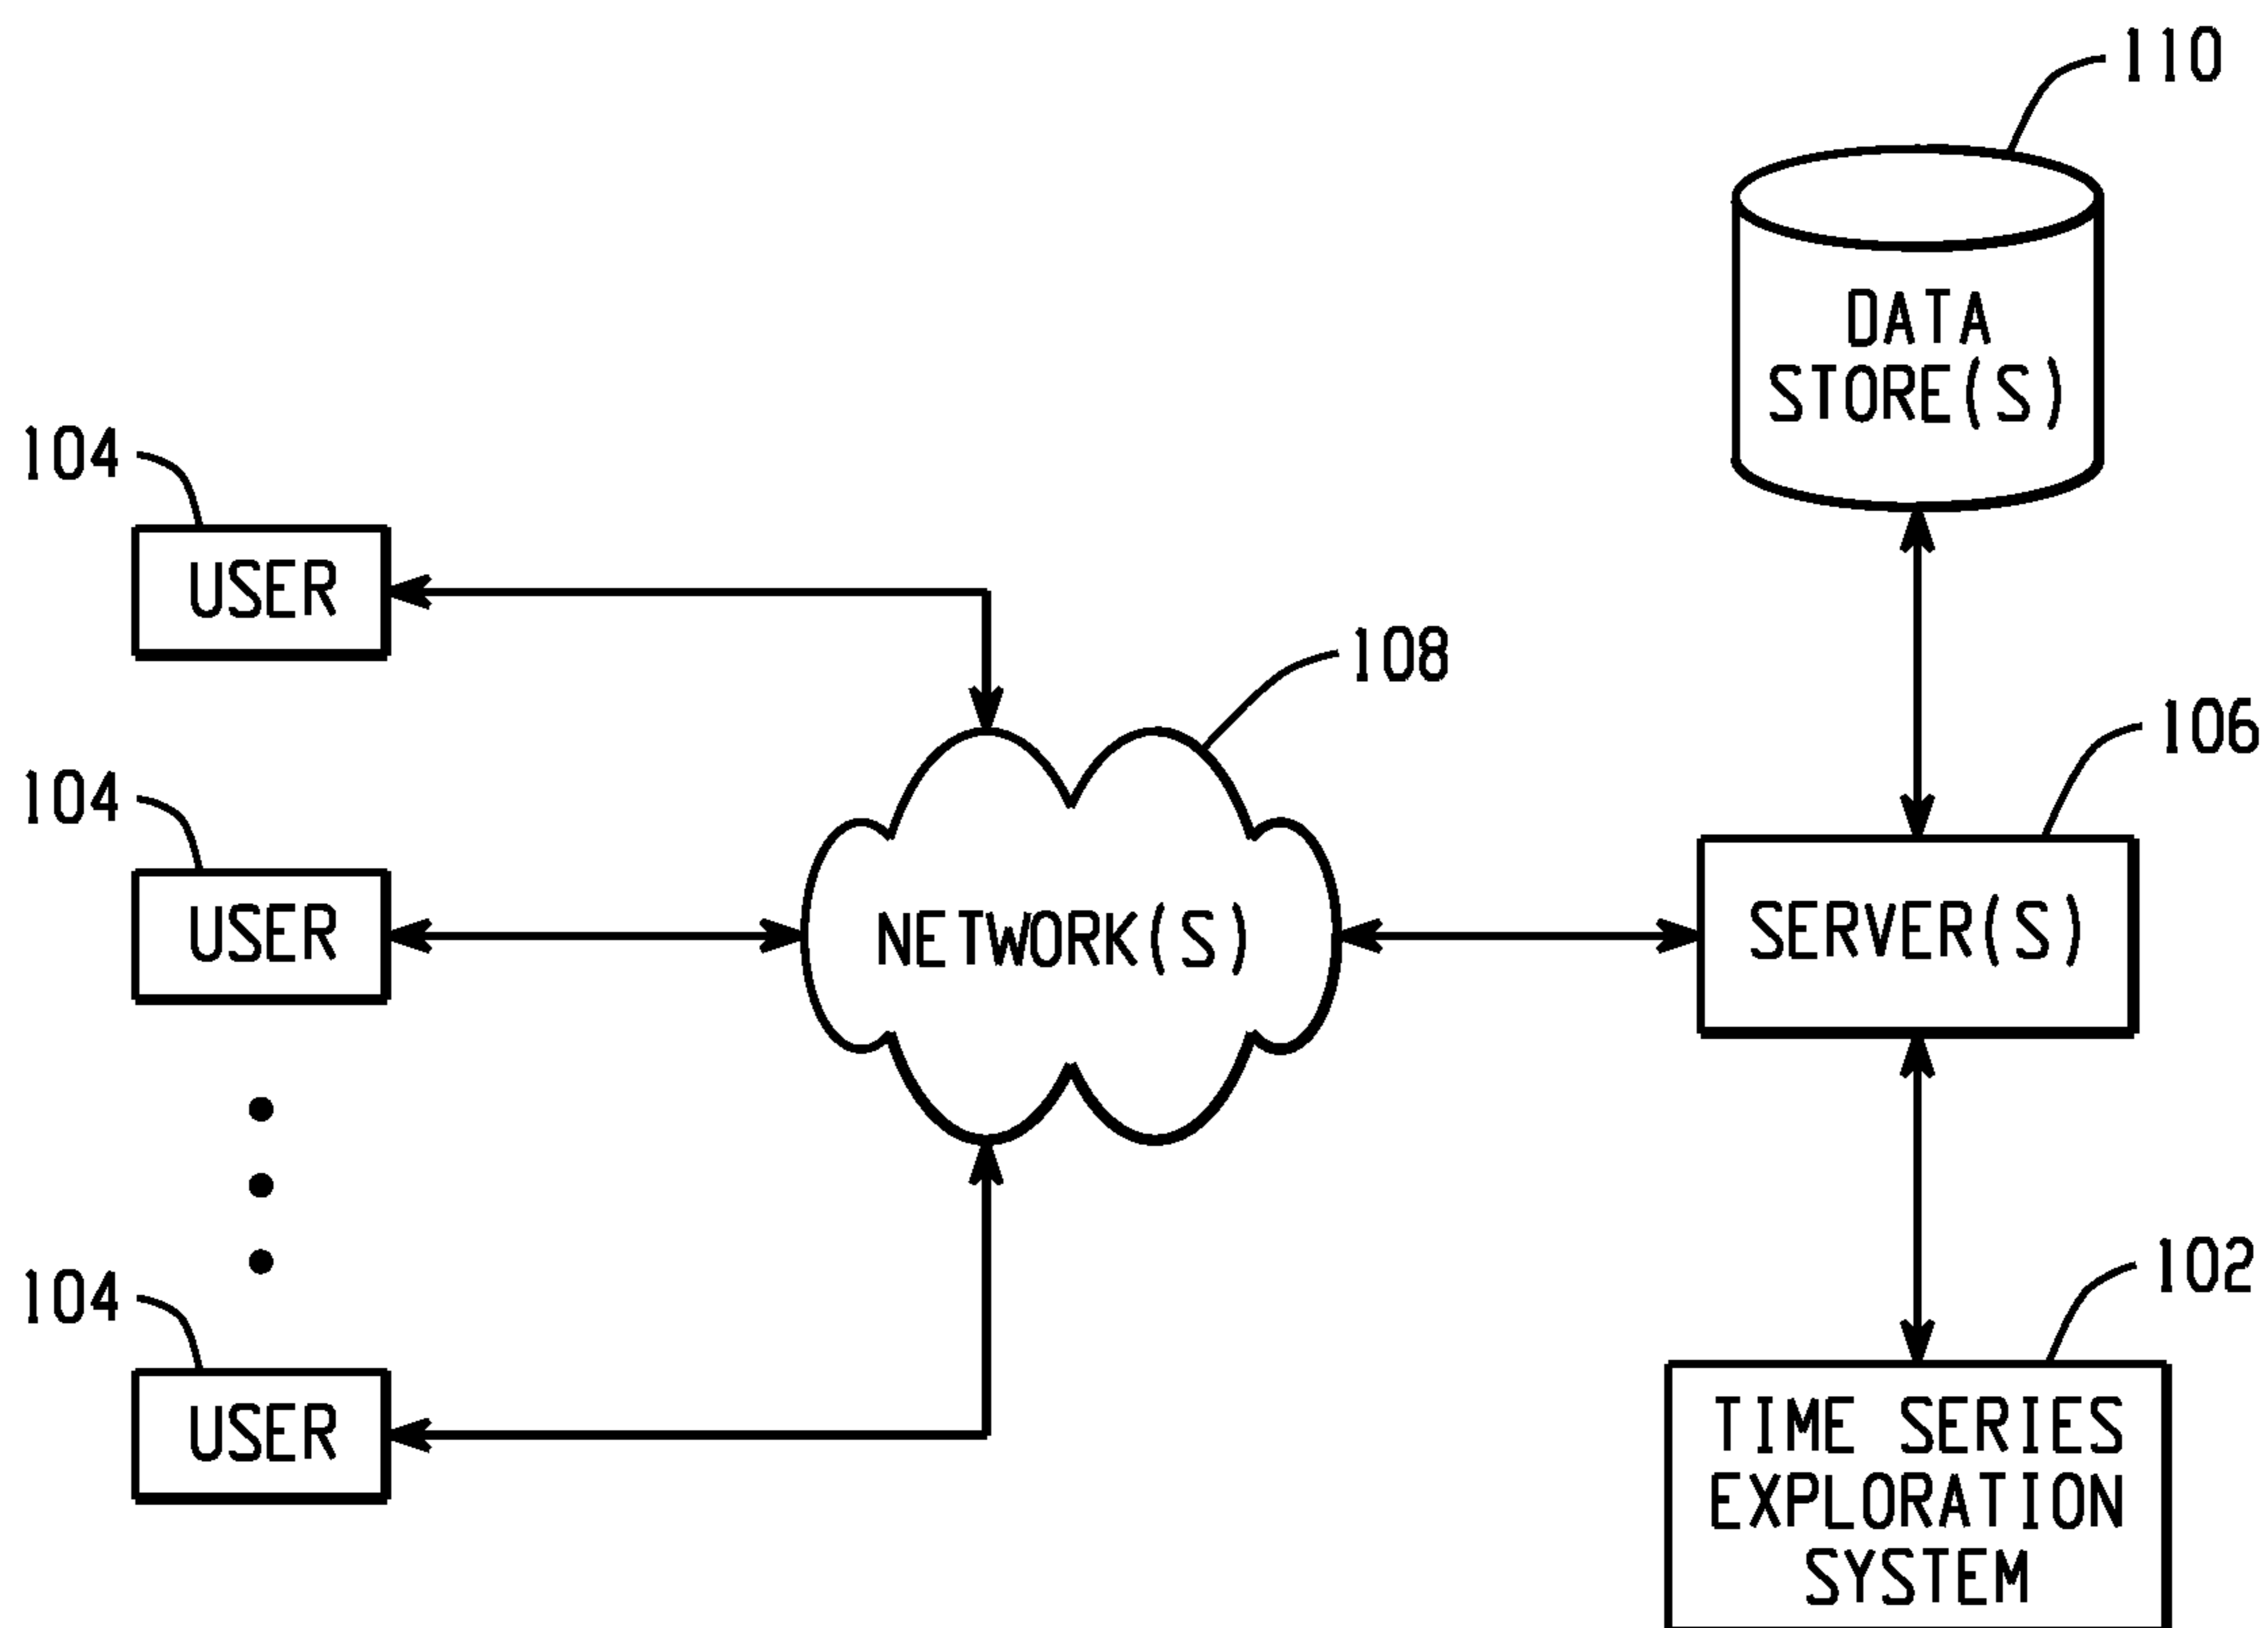 110
DATA
STORE(S)
104
USER
108
106
104
USER
NETWORK(S)
SERVER(S)
102
104
USER
TIME SERIES
EXPLORATION
SYSTEM